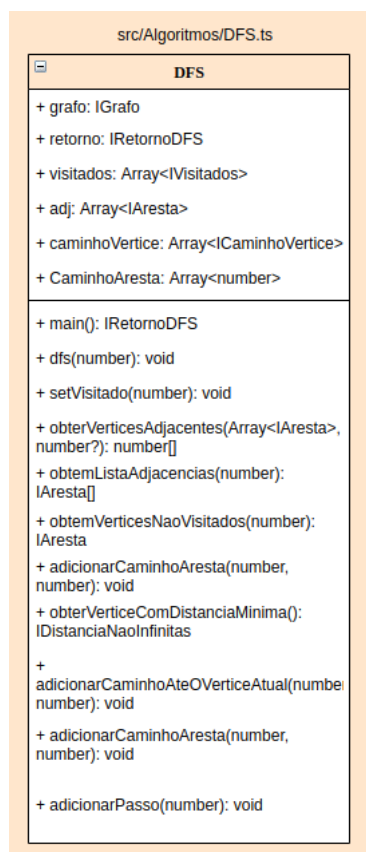 src/Algoritmos/DFS.ts
DFS
+ grafo: IGrafo
+ retorno: IRetornoDFS
+ visitados: Array<IVisitados>
+ adj: Array<IAresta>
+ caminhoVertice: Array<ICaminhoVertice>
+ CaminhoAresta: Array<number>
+ main(): IRetornoDFS
+ dfs(number): void
+ setVisitado(number): void
+ obterVerticesAdjacentes(Array<IAresta>,
number?): number[]
+ obtemListaAdjacencias(number):
IAresta[]
+ obtemVerticesNaoVisitados(number):
IAresta
+ adicionarCaminhoAresta(number,
number): void
+ obterVerticeComDistanciaMinima():
IDistanciaNaoInfinitas
+
adicionarCaminhoAteOVerticeAtual(number
number): void
+ adicionarCaminhoAresta(number,
number): void
+ adicionarPasso(number): void